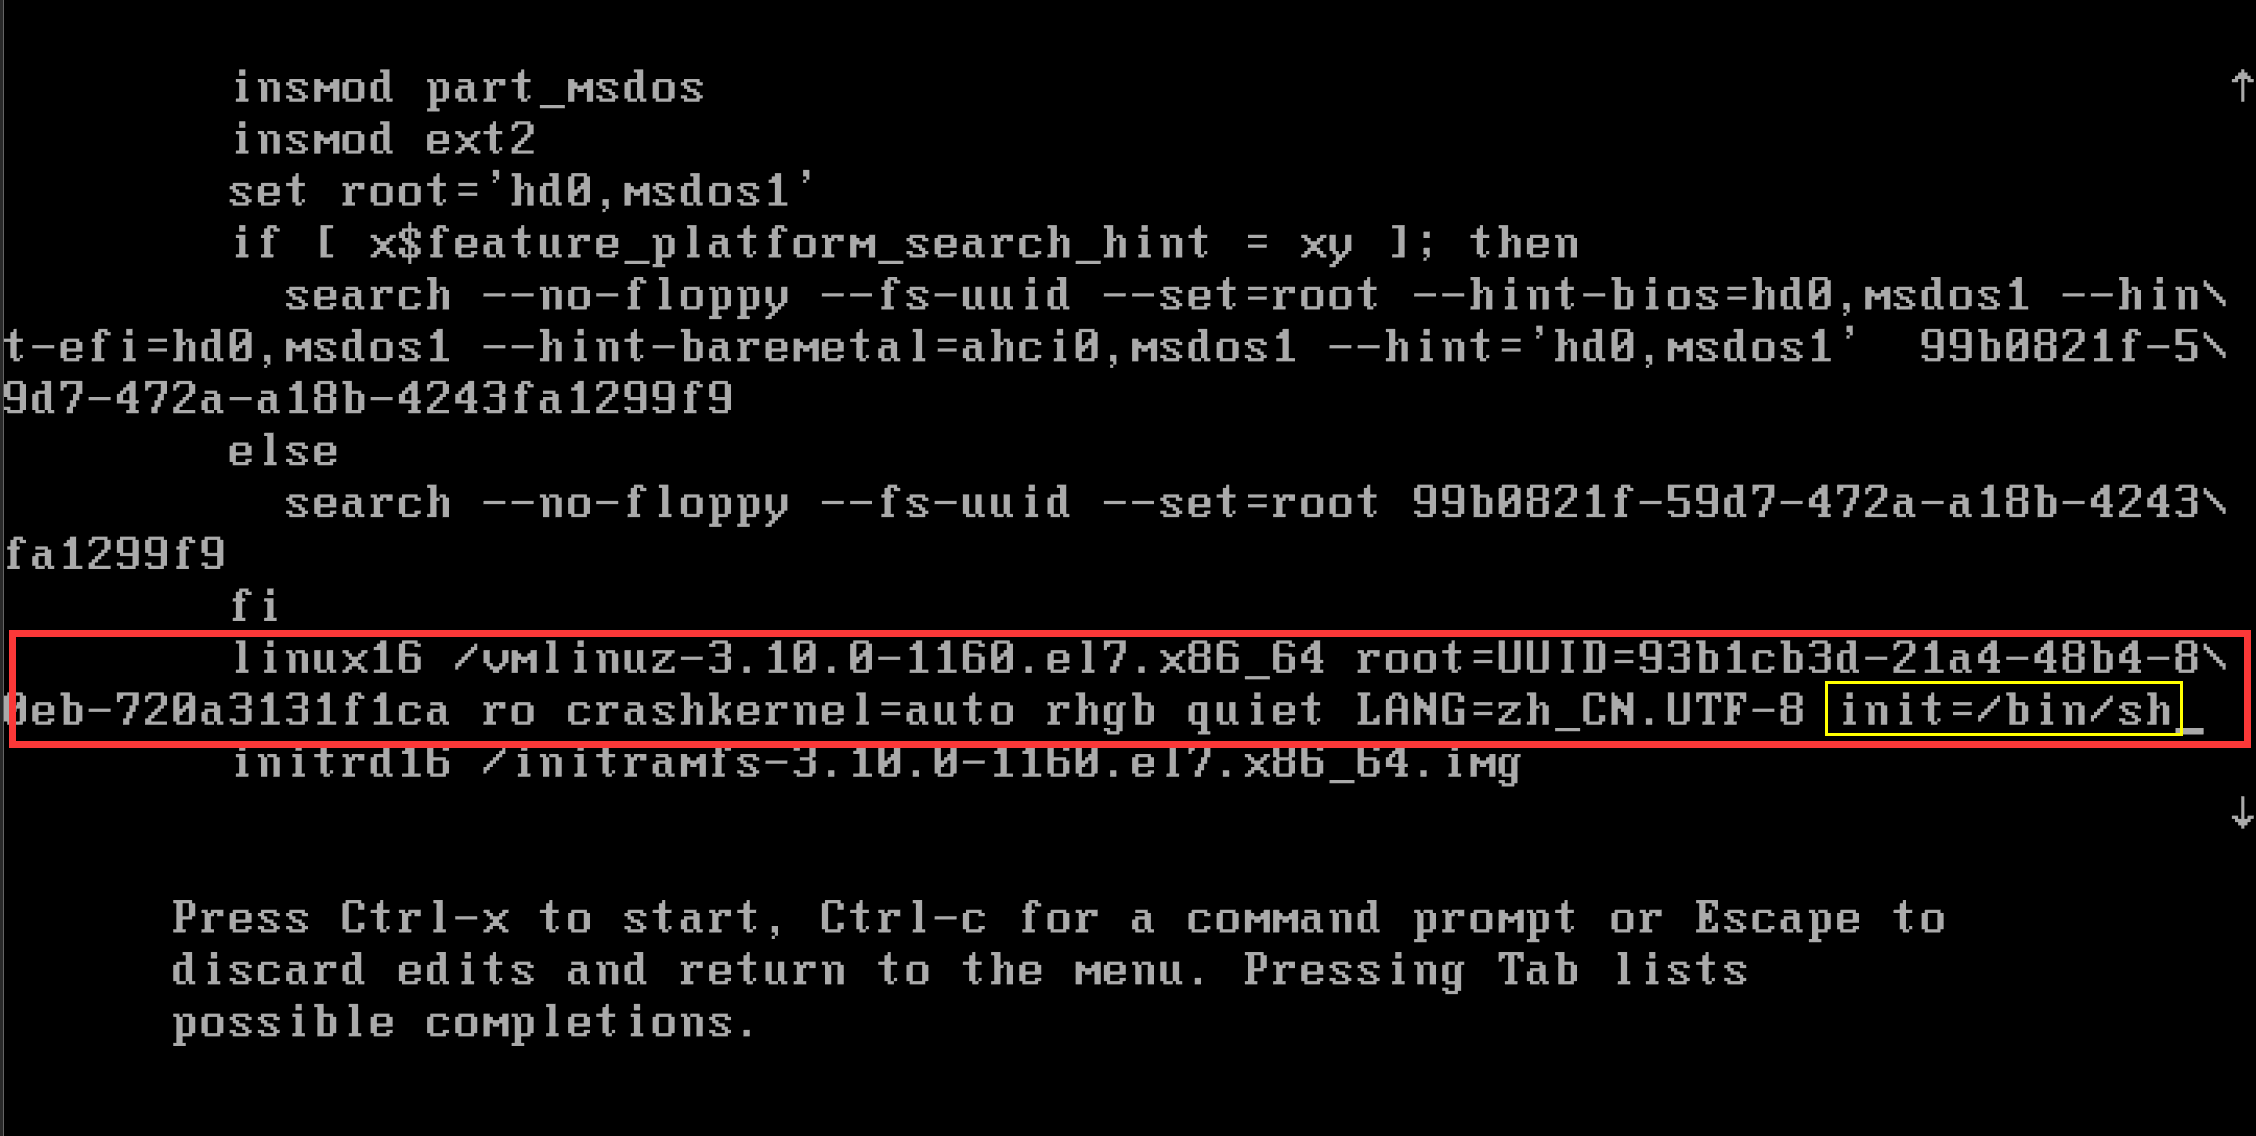 insmod part_msdos
insmod ext2
set root='hd0,msdos1'
if [ x$feature_platform_search_hint = xy ]; then
search --no-floppy --fs-uuid --set=root --hint-bios=hd0,msdos1 --hin\
t-efi=hd0,msdos1 --hint-baremetal=ahci0,msdos1 --hint='hd0,msdos1'  99b0821f-5\
9d7-472a-a18b-4243fa1299f9
else
search --no-floppy --fs-uuid --set=root 99b0821f-59d7-472a-a18b-4243\
fa1299f9
fi
linux16 /vmlinuz-3.10.0-1160.el7.x86_64 root=UUID=93b1cb3d-21a4-48b4-8\
0eb-720a3131f1ca ro crashkernel=auto rhgb quiet LANG=zh_CN.UTF-8 init=/bin/sh_
initrd16 /initramfs-3.10.0-1160.el7.x86_64.img
Press Ctrl-x to start, Ctrl-c for a command prompt or Escape to
discard edits and return to the menu. Pressing Tab lists
possible completions.